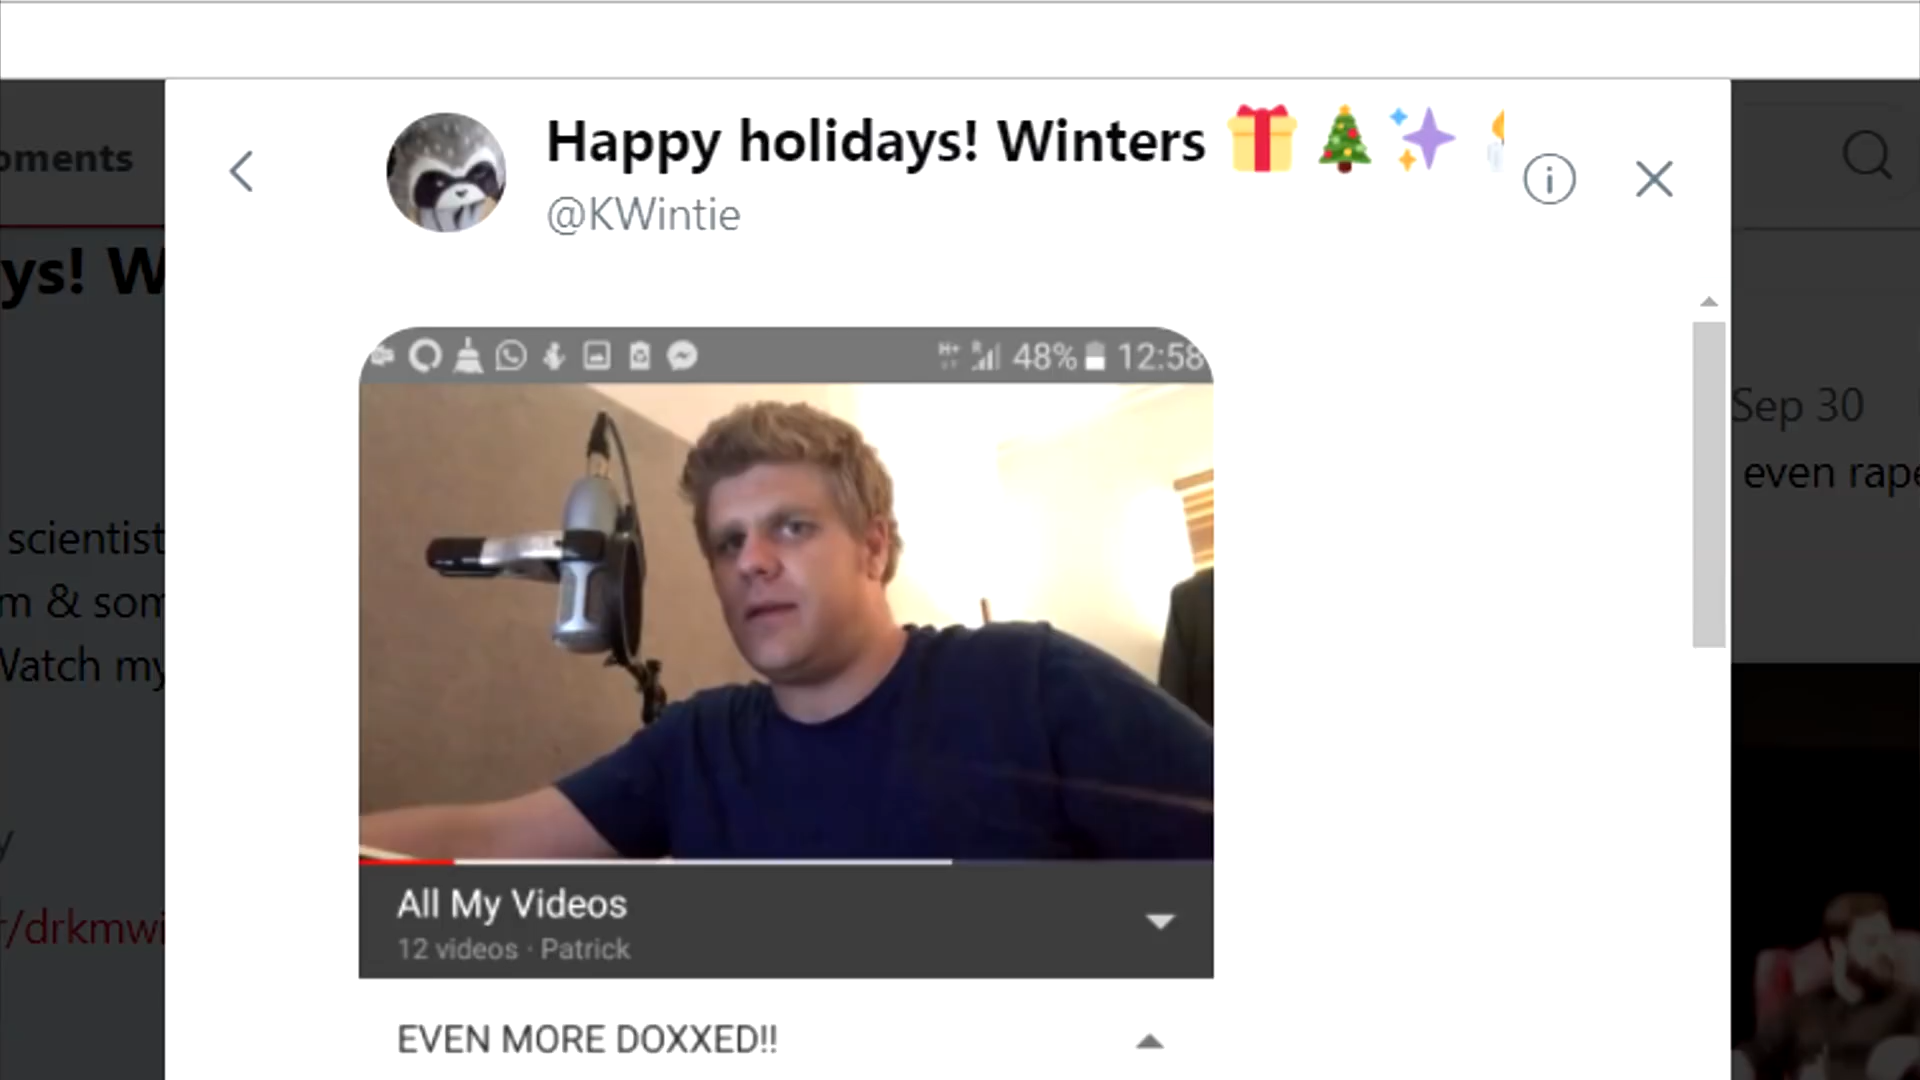 oments
Happy holidays! Winters
@KWintie
ys! W
48% 12:58
Sep 30
even rape
scientist
m & som
Watch my
y
r/drkmwi
All My Videos
12 videos · Patrick
EVEN MORE DOXXED!!